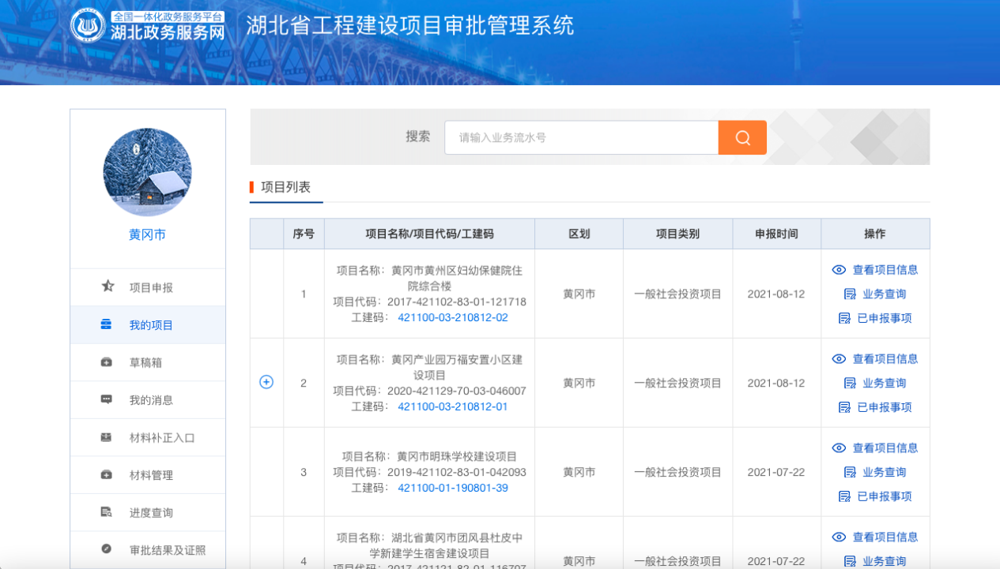 全国一体化政务服务平台
湖北政务服务网
湖北省工程建设项目审批管理系统
搜索
请输入业务流水号
黄冈市
项目申报
我的项目
草稿箱
我的消息
材料补正入口
材料管理
进度查询
审批结果及证照
项目列表
序号 项目名称/项目代码/工建码 区划 项目类别 申报时间 操作
1
项目名称：黄冈市黄州区妇幼保健院住
院综合楼
项目代码：2017-421102-83-01-121718
工建码：421100-03-210812-02
黄冈市
一般社会投资项目
2021-08-12
查看项目信息
业务查询
已申报事项
2
项目名称：黄冈产业园万福安置小区建
设项目
项目代码：2020-421129-70-03-046007
工建码：421100-03-210812-01
黄冈市
一般社会投资项目
2021-08-12
查看项目信息
业务查询
已申报事项
3
项目名称：黄冈市明珠学校建设项目
项目代码：2019-421102-83-01-042093
工建码：421100-01-190801-39
黄冈市
一般社会投资项目
2021-07-22
查看项目信息
业务查询
已申报事项
4
项目名称：湖北省黄冈市团风县杜皮中
学新建学生宿舍建设项目
项目代码：2017-421121-82-01-116707
黄冈市
一般社会投资项目
2021-07-22
查看项目信息
业务查询